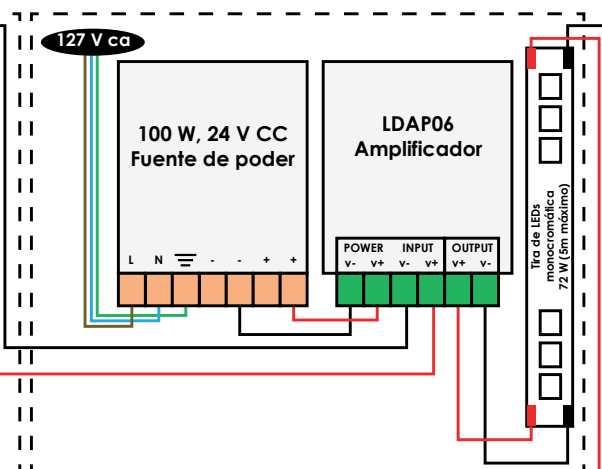 127 V ca
100 W, 24 V CC
Fuente de poder
L N - - + +
LDAP06
Amplificador
POWER INPUT OUTPUT
v- v+ v- v+ v+ v-
Tira de LEDs
monocromática
72 W (5m máximo)